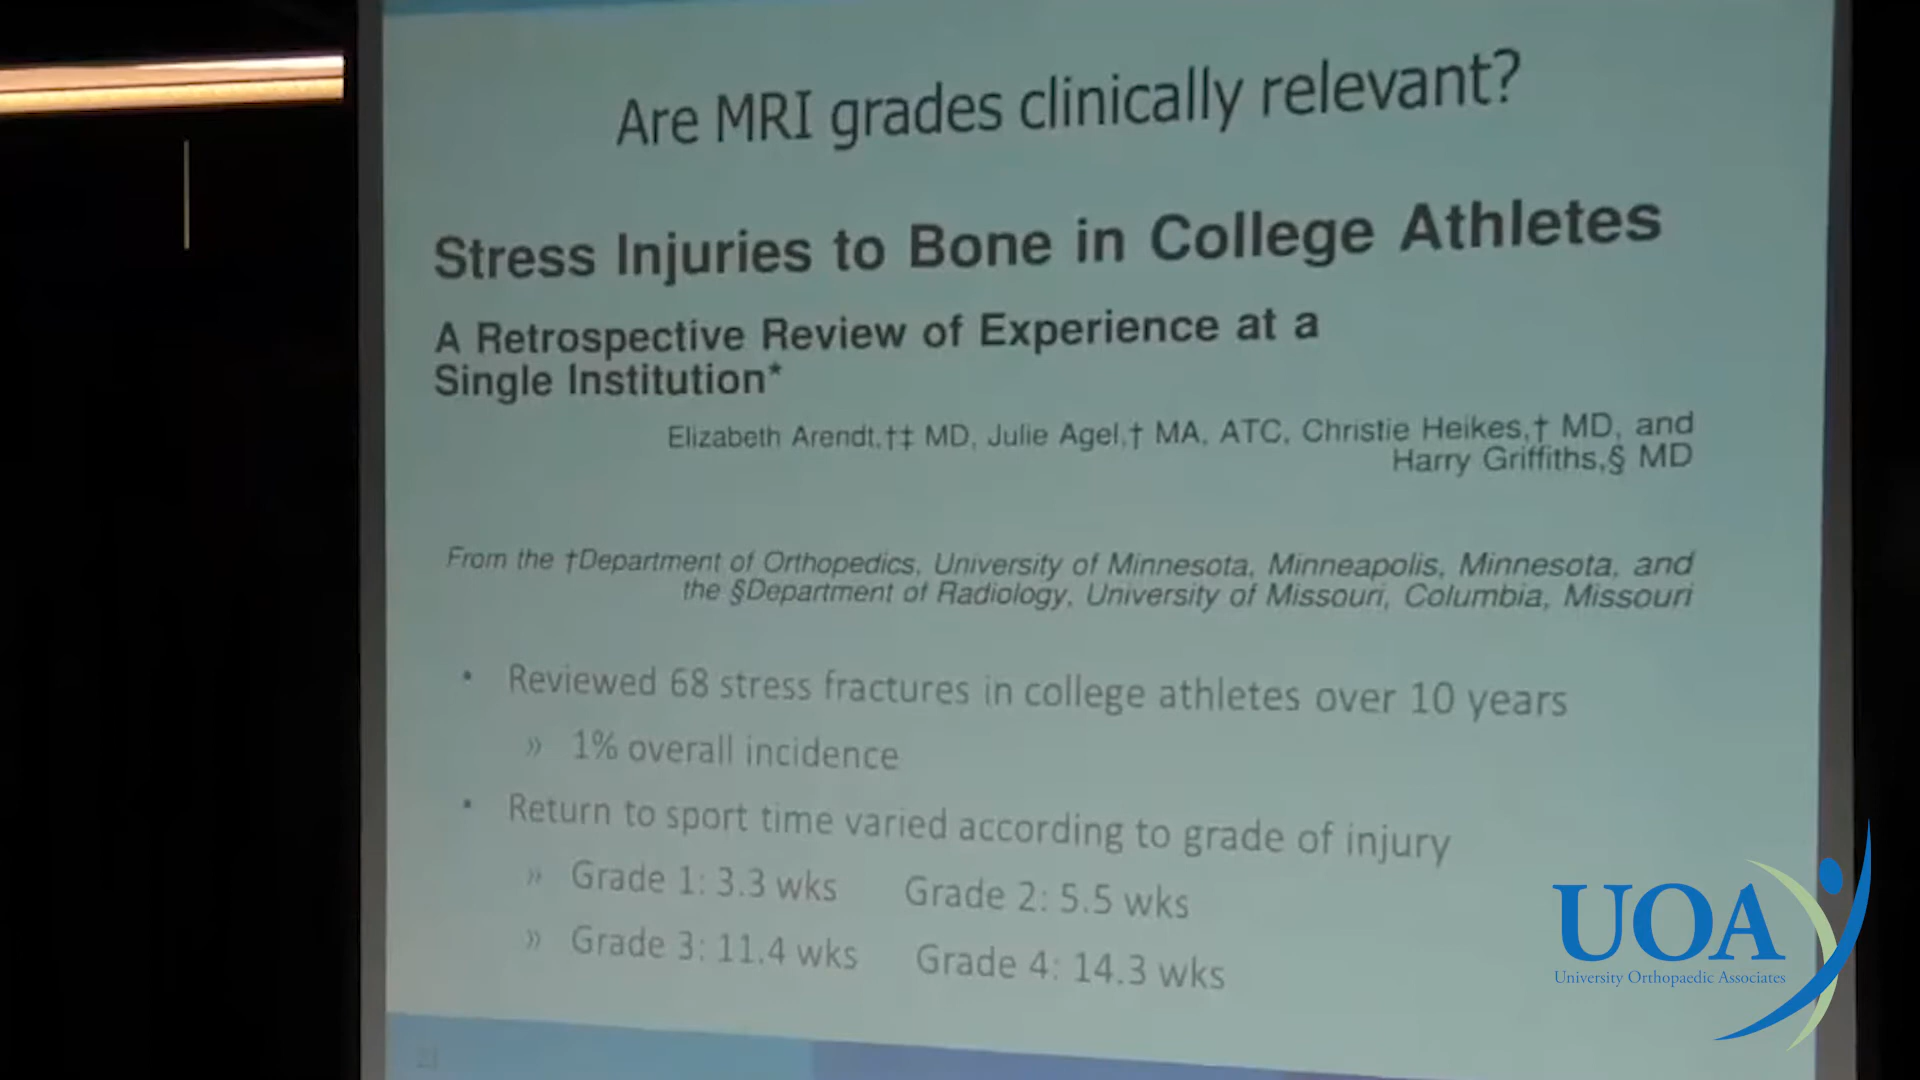 Are MRI grades clinically relevant?
Stress Injuries to Bone in College Athletes
A Retrospective Review of Experience at a
Single Institution*
Elizabeth Arendt,†‡ MD, Julie Agel,† MA, ATC, Christie Heikes,† MD, and
Harry Griffiths,§ MD
From the †Department of Orthopedics, University of Minnesota, Minneapolis, Minnesota, and
the §Department of Radiology, University of Missouri, Columbia, Missouri
• Reviewed 68 stress fractures in college athletes over 10 years
» 1% overall incidence
• Return to sport time varied according to grade of injury
» Grade 1: 3.3 wks Grade 2: 5.5 wks
» Grade 3: 11.4 wks Grade 4: 14.3 wks
UOA
University Orthopaedic Associates